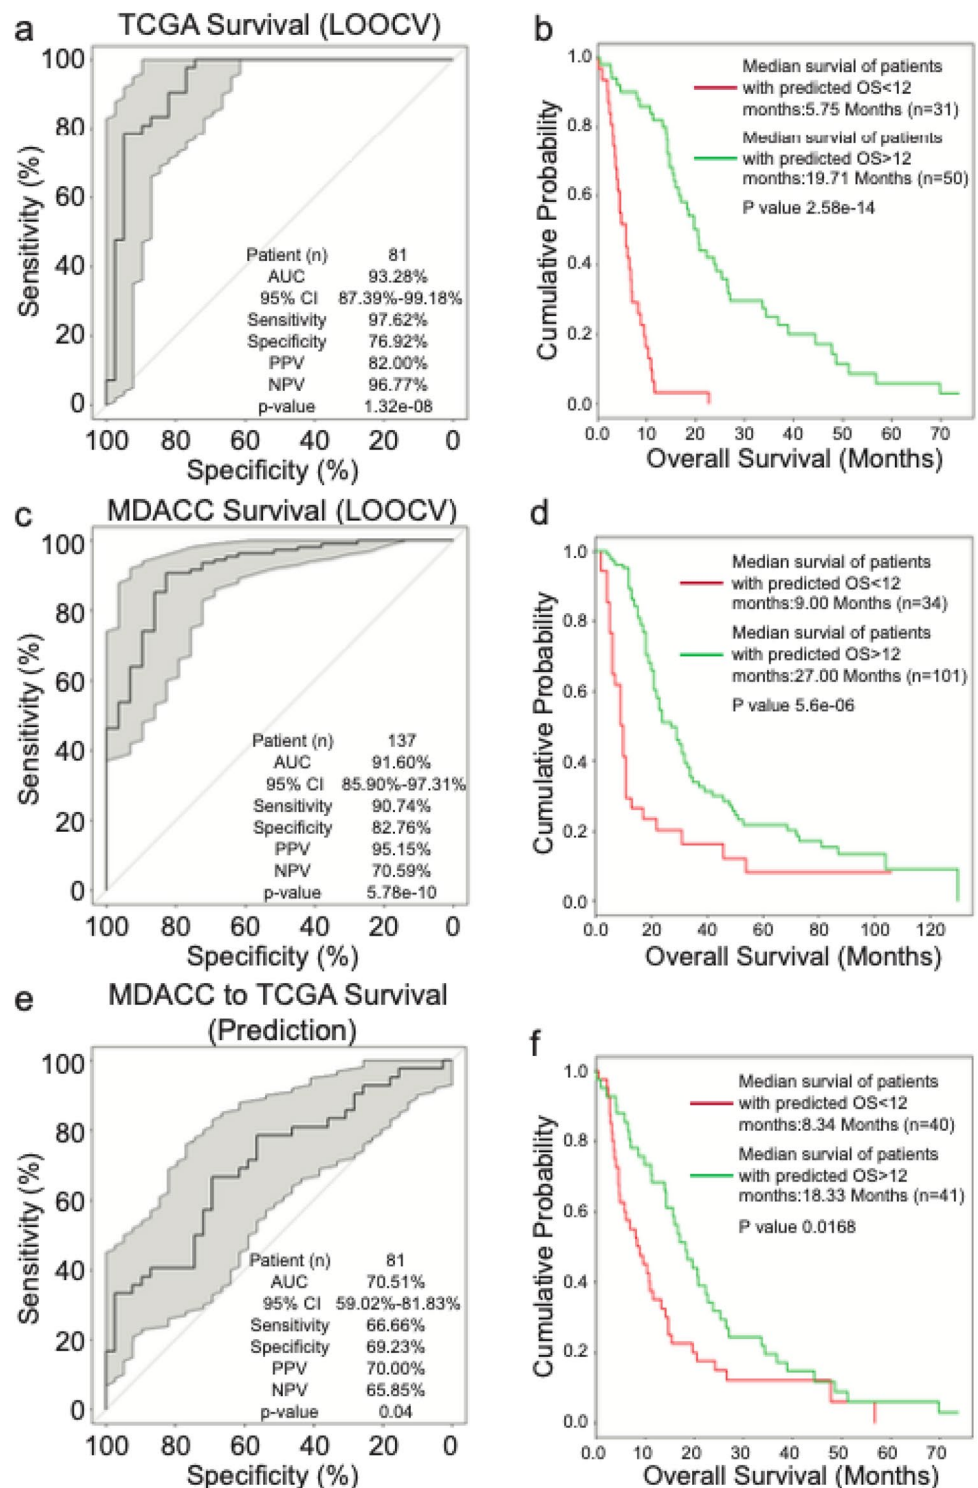 a
TCGA Survival (LOOCV)
100
80
60
40
20
0
Sensitivity (%)
Patient (n) 81
AUC 93.28%
95% CI 87.39%-99.18%
Sensitivity 97.62%
Specificity 76.92%
PPV 82.00%
NPV 96.77%
p-value 1.32e-08
100 80 60 40 20 0
Specificity (%)
b
1.0
0.8
0.6
0.4
0.2
0.0
Cumulative Probability
Median survial of patients
with predicted OS<12
months:5.75 Months (n=31)
Median survial of patients
with predicted OS>12
months:19.71 Months (n=50)
P value 2.58e-14
0.0 10 20 30 40 50 60 70
Overall Survival (Months)
c
MDACC Survival (LOOCV)
100
80
60
40
20
0
Sensitivity (%)
Patient (n) 137
AUC 91.60%
95% CI 85.90%-97.31%
Sensitivity 90.74%
Specificity 82.76%
PPV 95.15%
NPV 70.59%
p-value 5.78e-10
100 80 60 40 20 0
Specificity (%)
d
1.0
0.8
0.6
0.4
0.2
0.0
Cumulative Probability
Median survial of patients
with predicted OS<12
months:9.00 Months (n=34)
Median survial of patients
with predicted OS>12
months:27.00 Months (n=101)
P value 5.6e-06
0.0 20 40 60 80 100 120
Overall Survival (Months)
e
MDACC to TCGA Survival
(Prediction)
100
80
60
40
20
0
Sensitivity (%)
Patient (n) 81
AUC 70.51%
95% CI 59.02%-81.83%
Sensitivity 66.66%
Specificity 69.23%
PPV 70.00%
NPV 65.85%
p-value 0.04
100 80 60 40 20 0
Specificity (%)
f
1.0
0.8
0.6
0.4
0.2
0.0
Cumulative Probability
Median survial of patients
with predicted OS<12
months:8.34 Months (n=40)
Median survial of patients
with predicted OS>12
months:18.33 Months (n=41)
P value 0.0168
0.0 10 20 30 40 50 60 70
Overall Survival (Months)